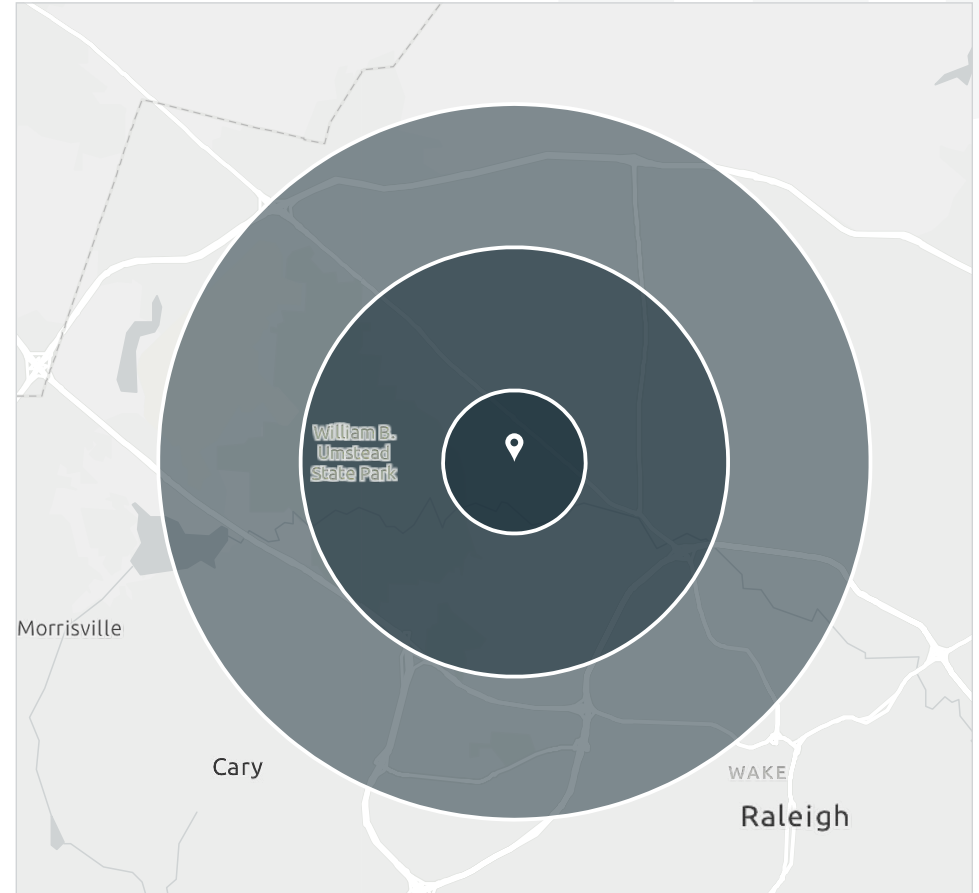 William B.
Umstead
State Park
Morrisville
Cary
WAKE
Raleigh